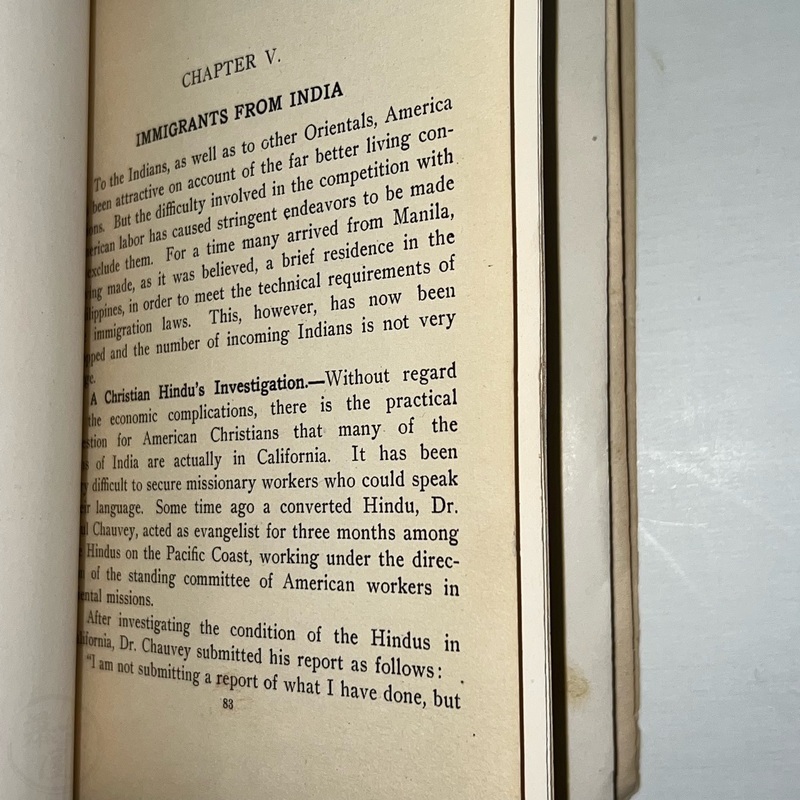 CHAPTER V.
IMMIGRANTS FROM INDIA
To the Indians, as well as to other Orientals, America
been attractive on account of the far better living con-
ns. But the difficulty involved in the competition with
erican labor has caused stringent endeavors to be made
exclude them. For a time many arrived from Manila,
ng made, as it was believed, a brief residence in the
lippines, in order to meet the technical requirements of
immigration laws. This, however, has now been
pped and the number of incoming Indians is not very
ge.
A Christian Hindu's Investigation.—Without regard
the economic complications, there is the practical
stion for American Christians that many of the
s of India are actually in California. It has been
y difficult to secure missionary workers who could speak
ir language. Some time ago a converted Hindu, Dr.
l Chauvey, acted as evangelist for three months among
Hindus on the Pacific Coast, working under the direc-
n of the standing committee of American workers in
ental missions.
After investigating the condition of the Hindus in
lifornia, Dr. Chauvey submitted his report as follows:
"I am not submitting a report of what I have done, but
83